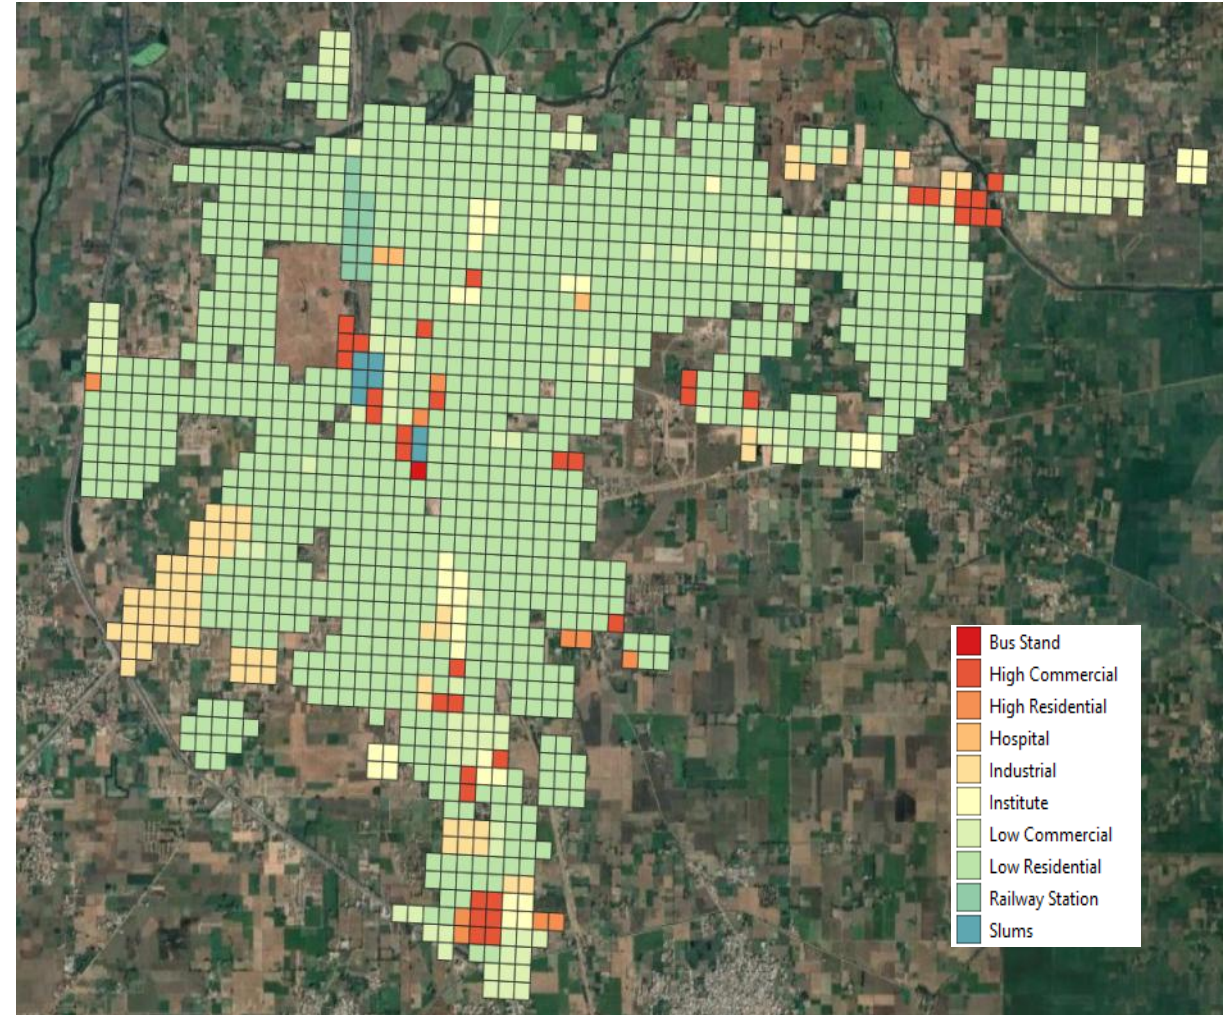 Bus Stand
High Commercial
High Residential
Hospital
Industrial
Institute
Low Commercial
Low Residential
Railway Station
Slums